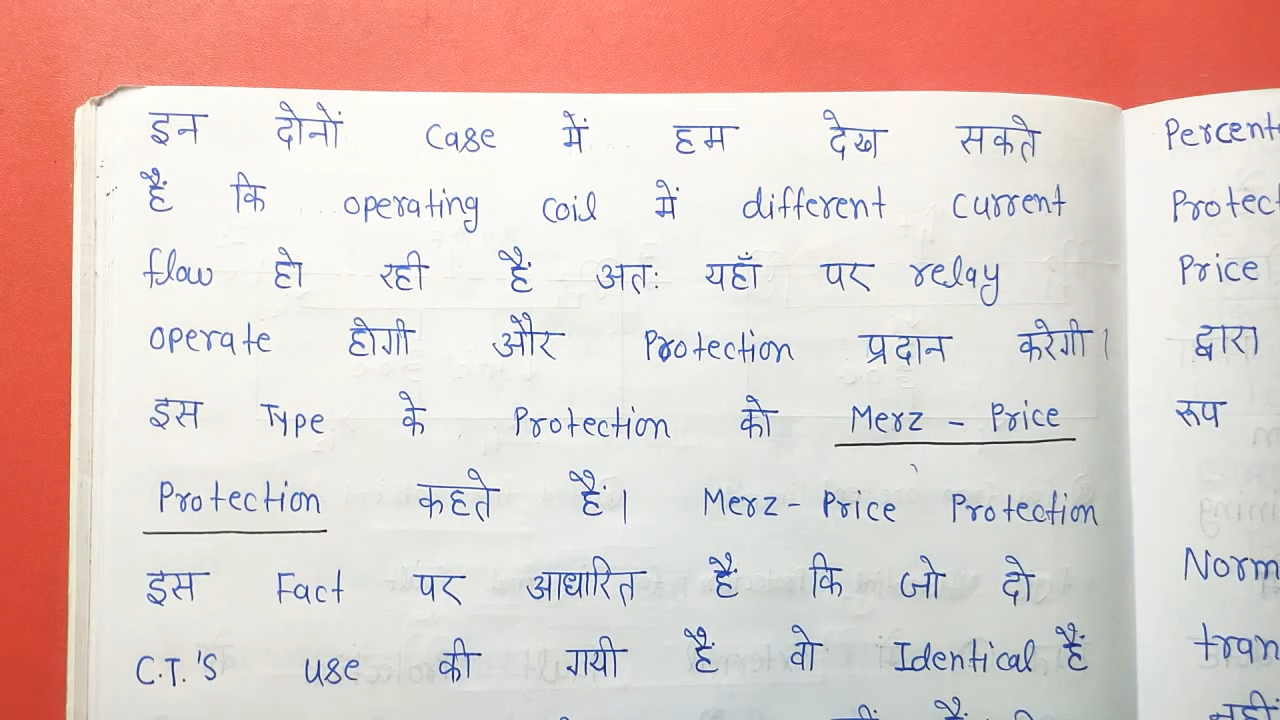 इन दोनों Case में हम देख सकते
हैं कि operating coil में different current
flow हो रही हैं अतः यहाँ पर relay
operate होगी और Protection प्रदान करेगी।
इस Type के Protection को Merz - Price
Protection कहते हैं। Merz - Price Protection
इस Fact पर आधारित हैं कि जो दो
C.T.'S use की गयी हैं वो Identical हैं
Percent
Protect
Price
द्वारा
रूप
Norm
tran